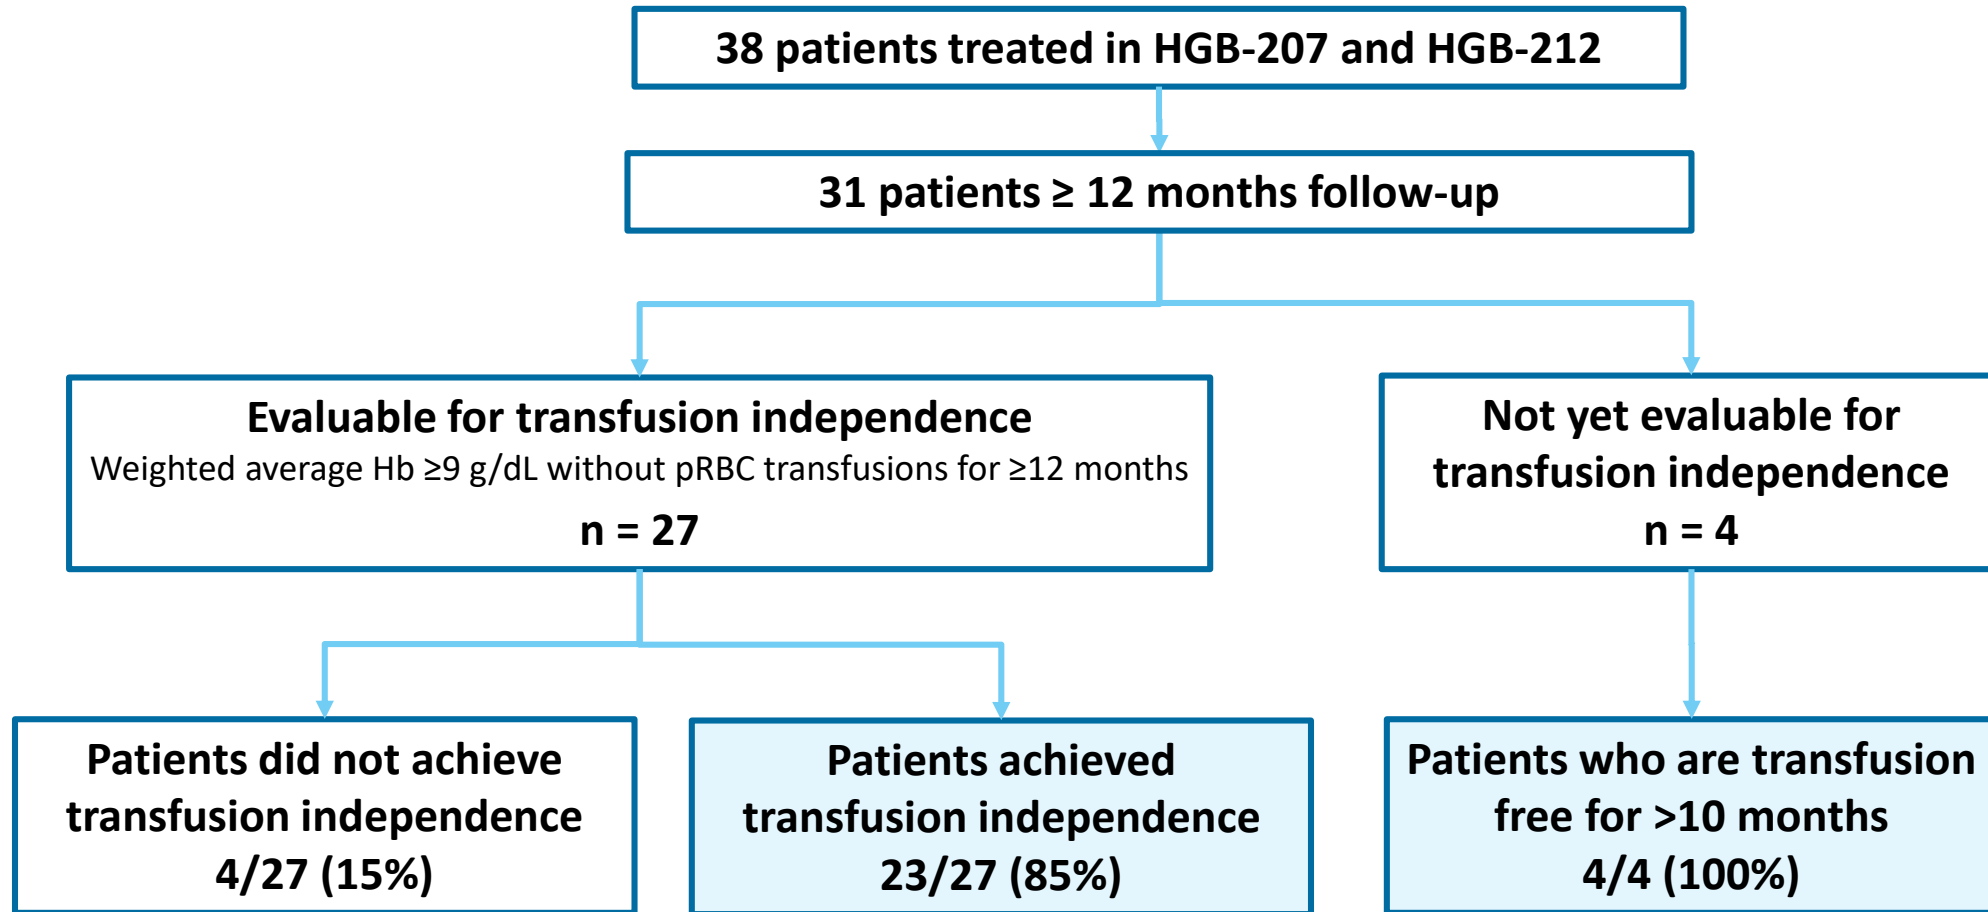 38 patients treated in HGB-207 and HGB-212
31 patients ≥ 12 months follow-up
Evaluable for transfusion independence
Weighted average Hb ≥9 g/dL without pRBC transfusions for ≥12 months
n = 27
Not yet evaluable for
transfusion independence
n = 4
Patients did not achieve
transfusion independence
4/27 (15%)
Patients achieved
transfusion independence
23/27 (85%)
Patients who are transfusion
free for >10 months
4/4 (100%)